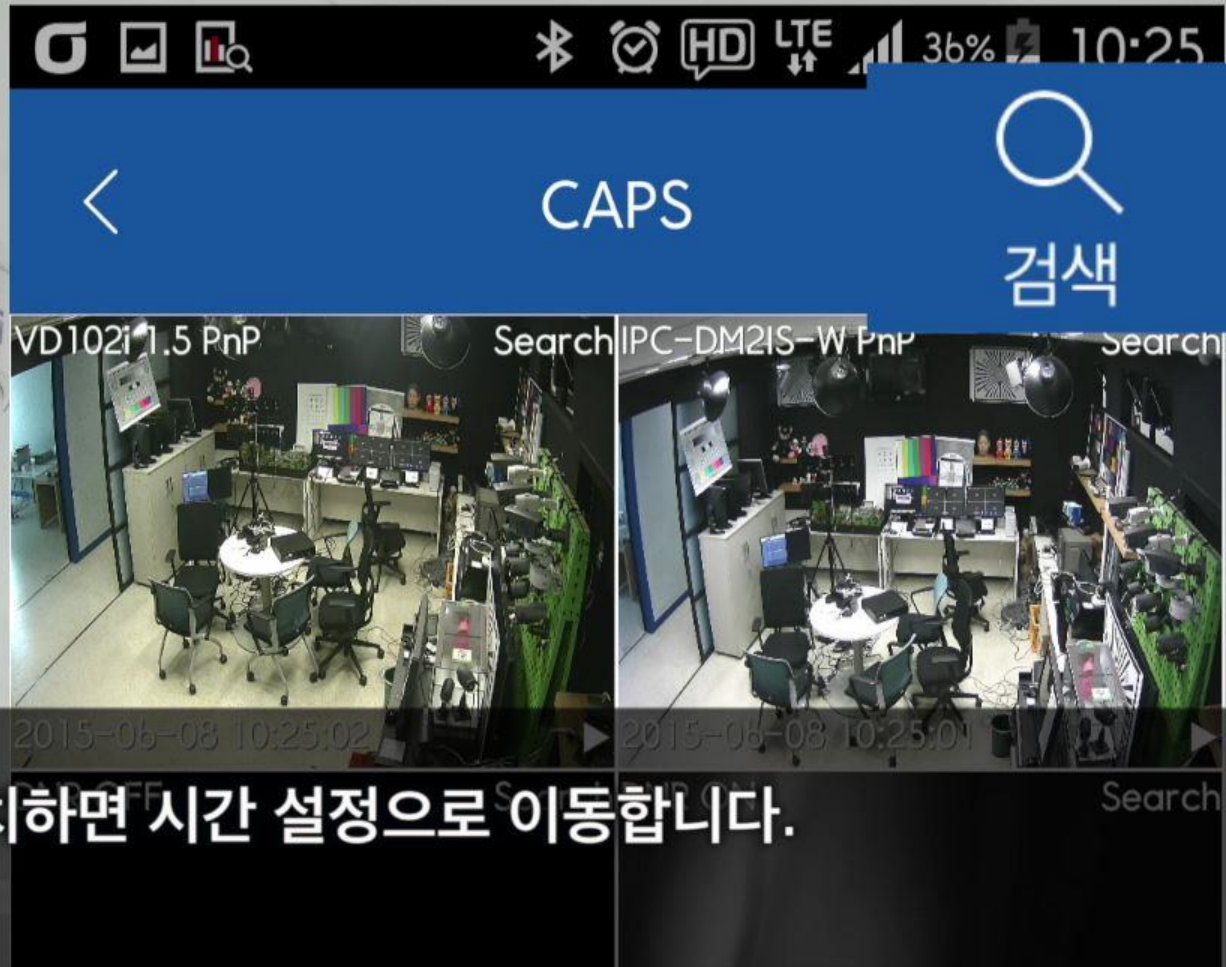 HD LTE 36% 10:25
CAPS
검색
VD102i 1.5 PnP Search IPC-DM2IS-W PnP Search
2015-06-08 10:25:02 2015-06-08 10:25:01
Search
하면 시간 설정으로 이동합니다.